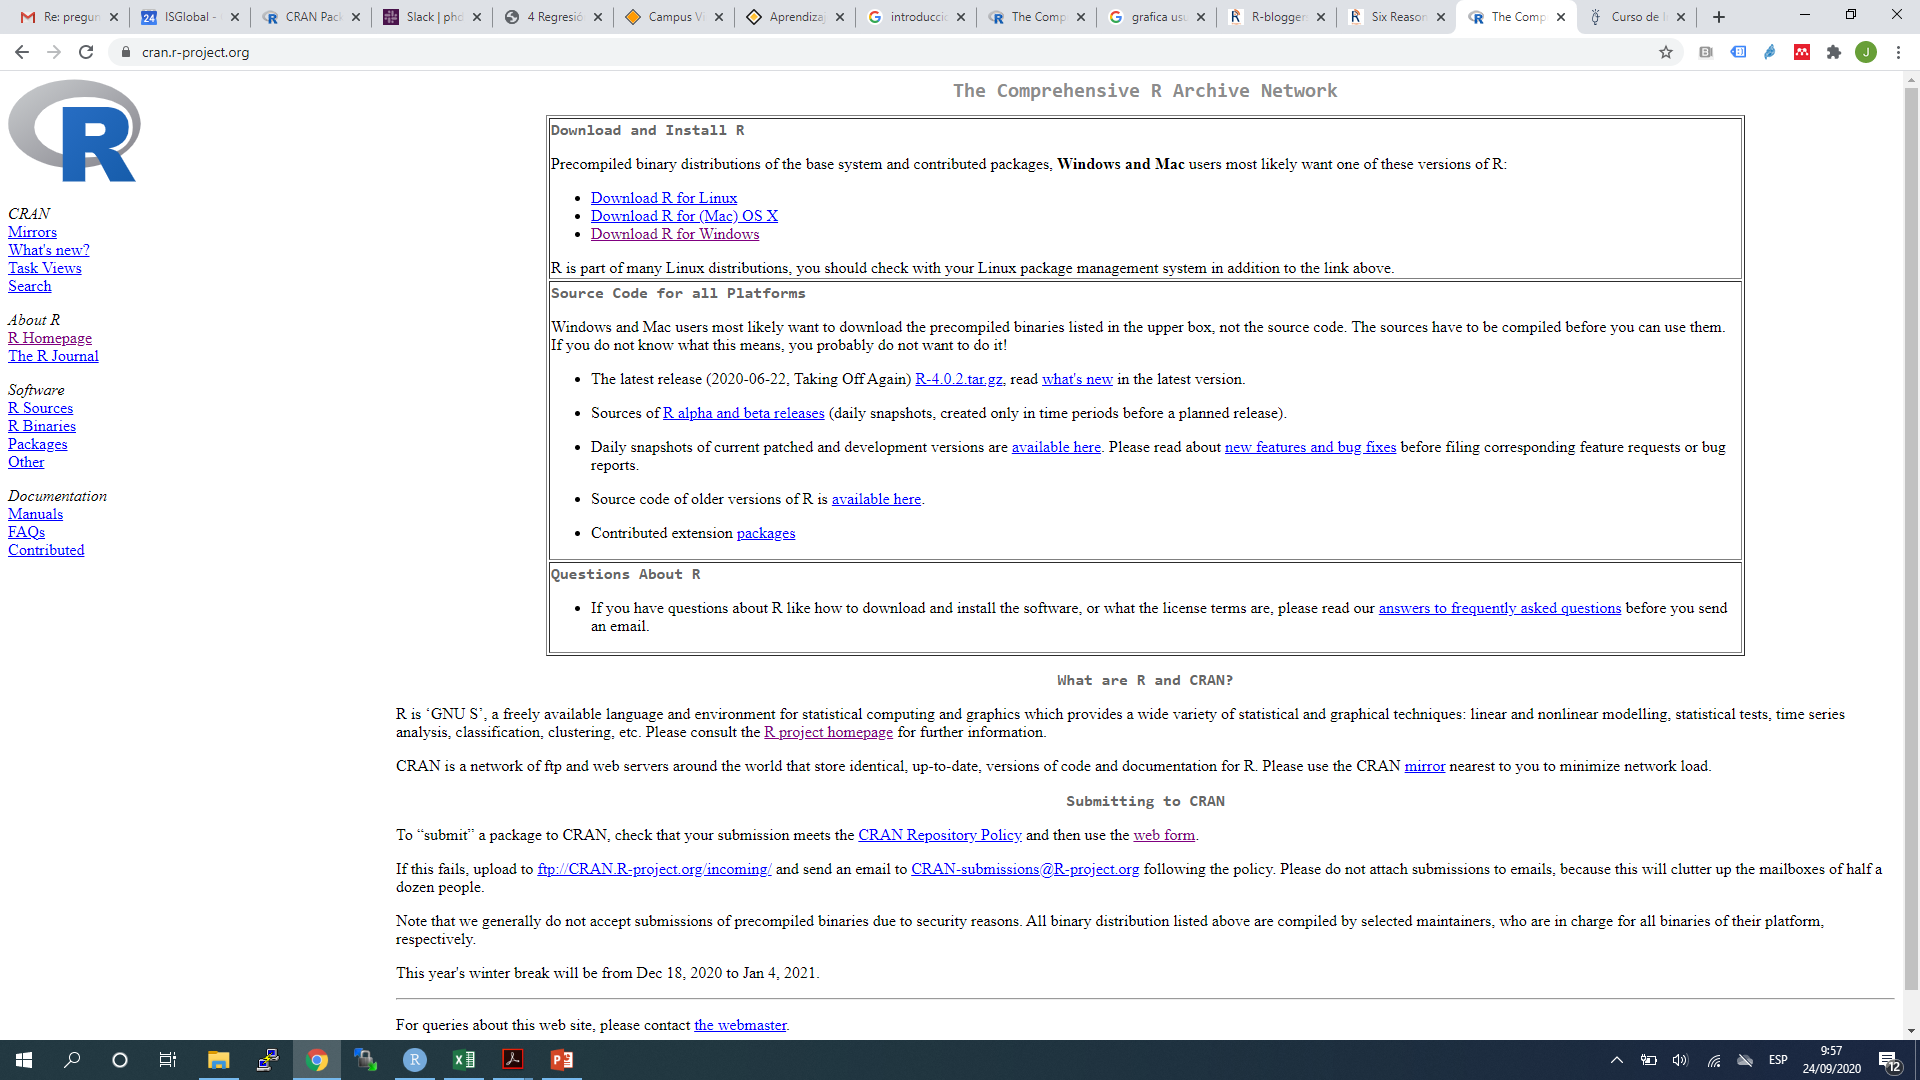 Re: pregun
24
ISGlobal -
CRAN Pack
Slack | phd
4 Regresió
Campus Vi
Aprendizaj
introducció
The Comp
grafica usu
R-blogger
Six Reason
The Comp
Curso de I
cran.r-project.org
J
R
The Comprehensive R Archive Network
CRAN
Mirrors
What's new?
Task Views
Search
About R
R Homepage
The R Journal
Software
R Sources
R Binaries
Packages
Other
Documentation
Manuals
FAQs
Contributed
Download and Install R
Precompiled binary distributions of the base system and contributed packages, Windows and Mac users most likely want one of these versions of R:
Download R for Linux
Download R for (Mac) OS X
Download R for Windows
R is part of many Linux distributions, you should check with your Linux package management system in addition to the link above.
Source Code for all Platforms
Windows and Mac users most likely want to download the precompiled binaries listed in the upper box, not the source code. The sources have to be compiled before you can use them.
If you do not know what this means, you probably do not want to do it!
The latest release (2020-06-22, Taking Off Again) R-4.0.2.tar.gz, read what's new in the latest version.
Sources of R alpha and beta releases (daily snapshots, created only in time periods before a planned release).
Daily snapshots of current patched and development versions are available here. Please read about new features and bug fixes before filing corresponding feature requests or bug
reports.
Source code of older versions of R is available here.
Contributed extension packages
Questions About R
If you have questions about R like how to download and install the software, or what the license terms are, please read our answers to frequently asked questions before you send
an email.
What are R and CRAN?
R is ‘GNU S’, a freely available language and environment for statistical computing and graphics which provides a wide variety of statistical and graphical techniques: linear and nonlinear modelling, statistical tests, time series
analysis, classification, clustering, etc. Please consult the R project homepage for further information.
CRAN is a network of ftp and web servers around the world that store identical, up-to-date, versions of code and documentation for R. Please use the CRAN mirror nearest to you to minimize network load.
Submitting to CRAN
To “submit” a package to CRAN, check that your submission meets the CRAN Repository Policy and then use the web form.
If this fails, upload to ftp://CRAN.R-project.org/incoming/ and send an email to CRAN-submissions@R-project.org following the policy. Please do not attach submissions to emails, because this will clutter up the mailboxes of half a
dozen people.
Note that we generally do not accept submissions of precompiled binaries due to security reasons. All binary distribution listed above are compiled by selected maintainers, who are in charge for all binaries of their platform,
respectively.
This year's winter break will be from Dec 18, 2020 to Jan 4, 2021.
For queries about this web site, please contact the webmaster.
ESP
9:57
24/09/2020
12